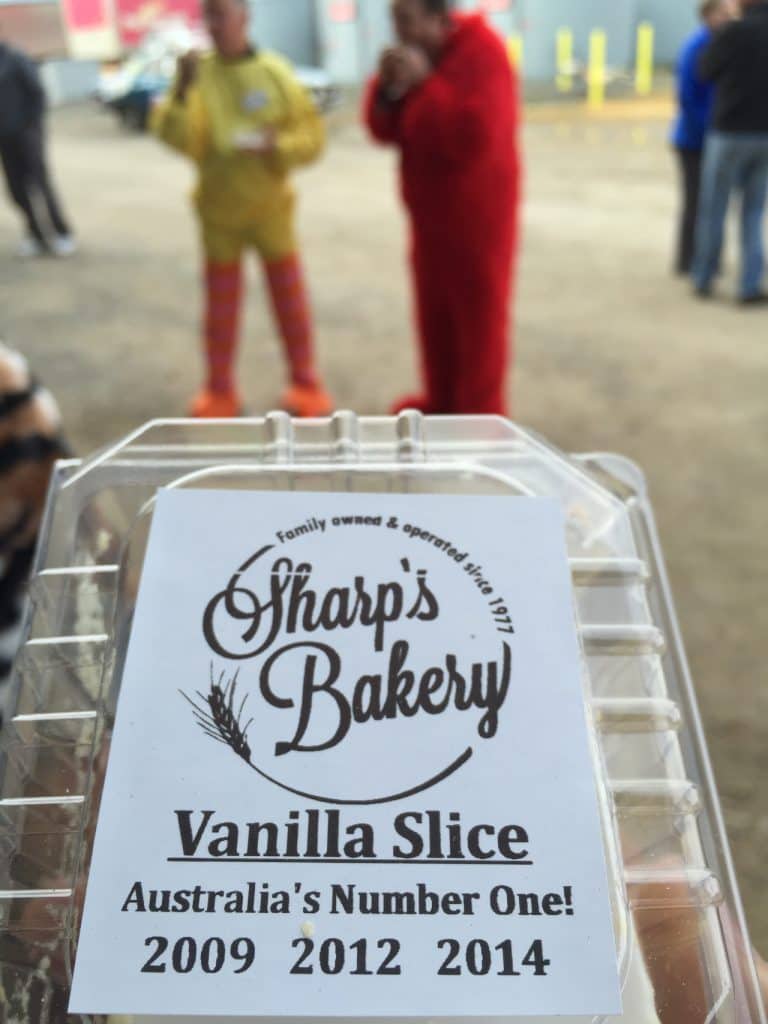 Family owned & operated since 1977
Sharp's
Bakery
Vanilla Slice
Australia's Number One!
2009 2012 2014